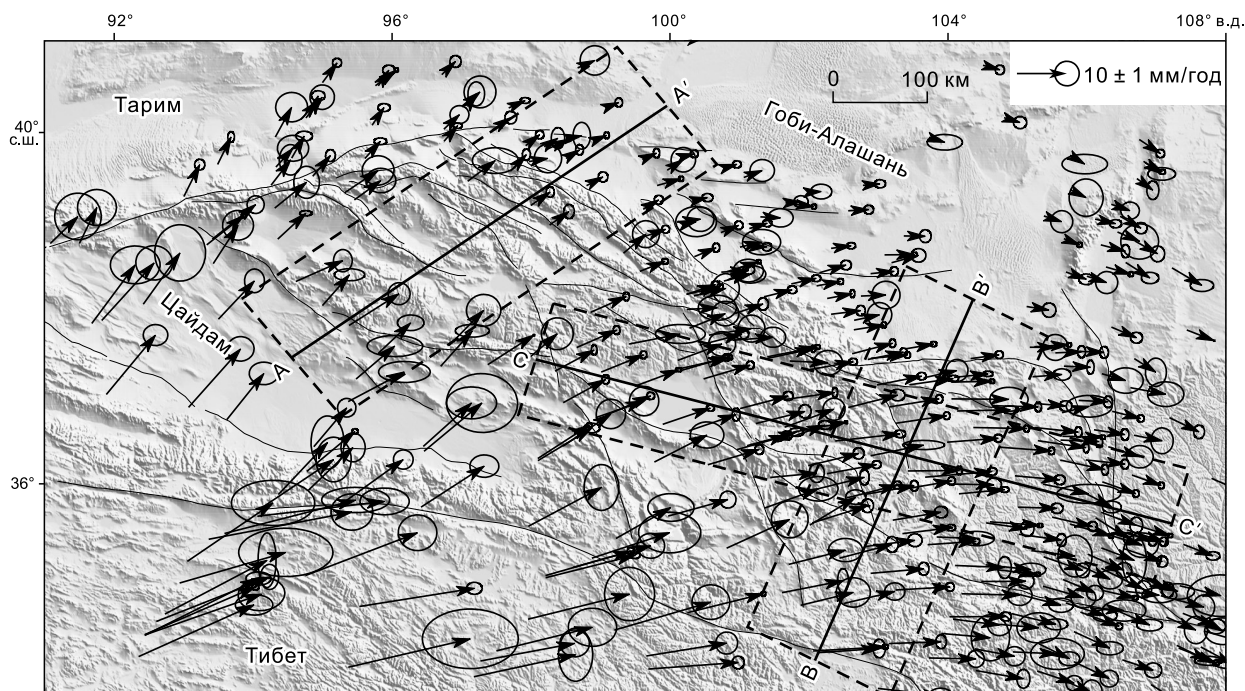 92° 96° 100° 104° 108° в.д.
0 100 км
10 ± 1 мм/год
Тарим
A′
Гоби-Алашань
40°
с.ш.
B′
Цайдам
A
C
36°
C′
B
Тибет